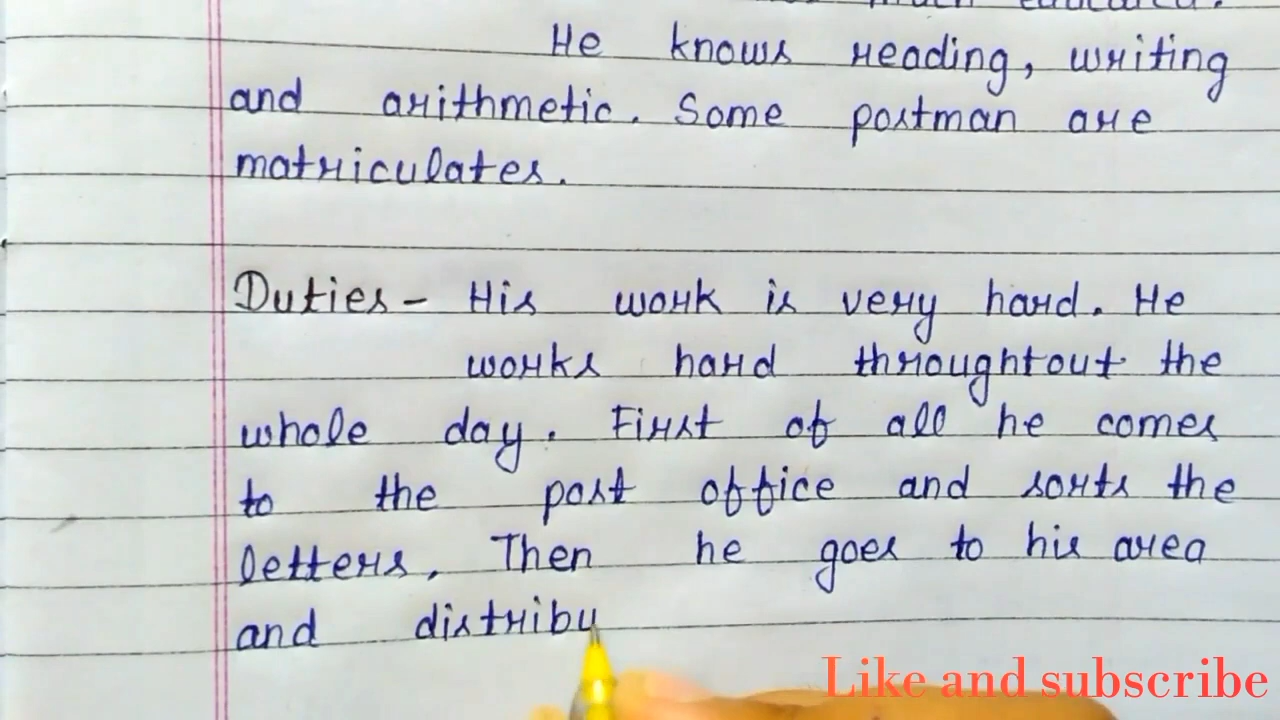 much educated.
He knows reading, writing
and arithmetic. Some postman are
matriculates.
Duties - His work is very hard. He
works hard throughtout the
whole day. First of all he comes
to the post office and sorts the
letters. Then he goes to his area
and distribu
Like and subscribe